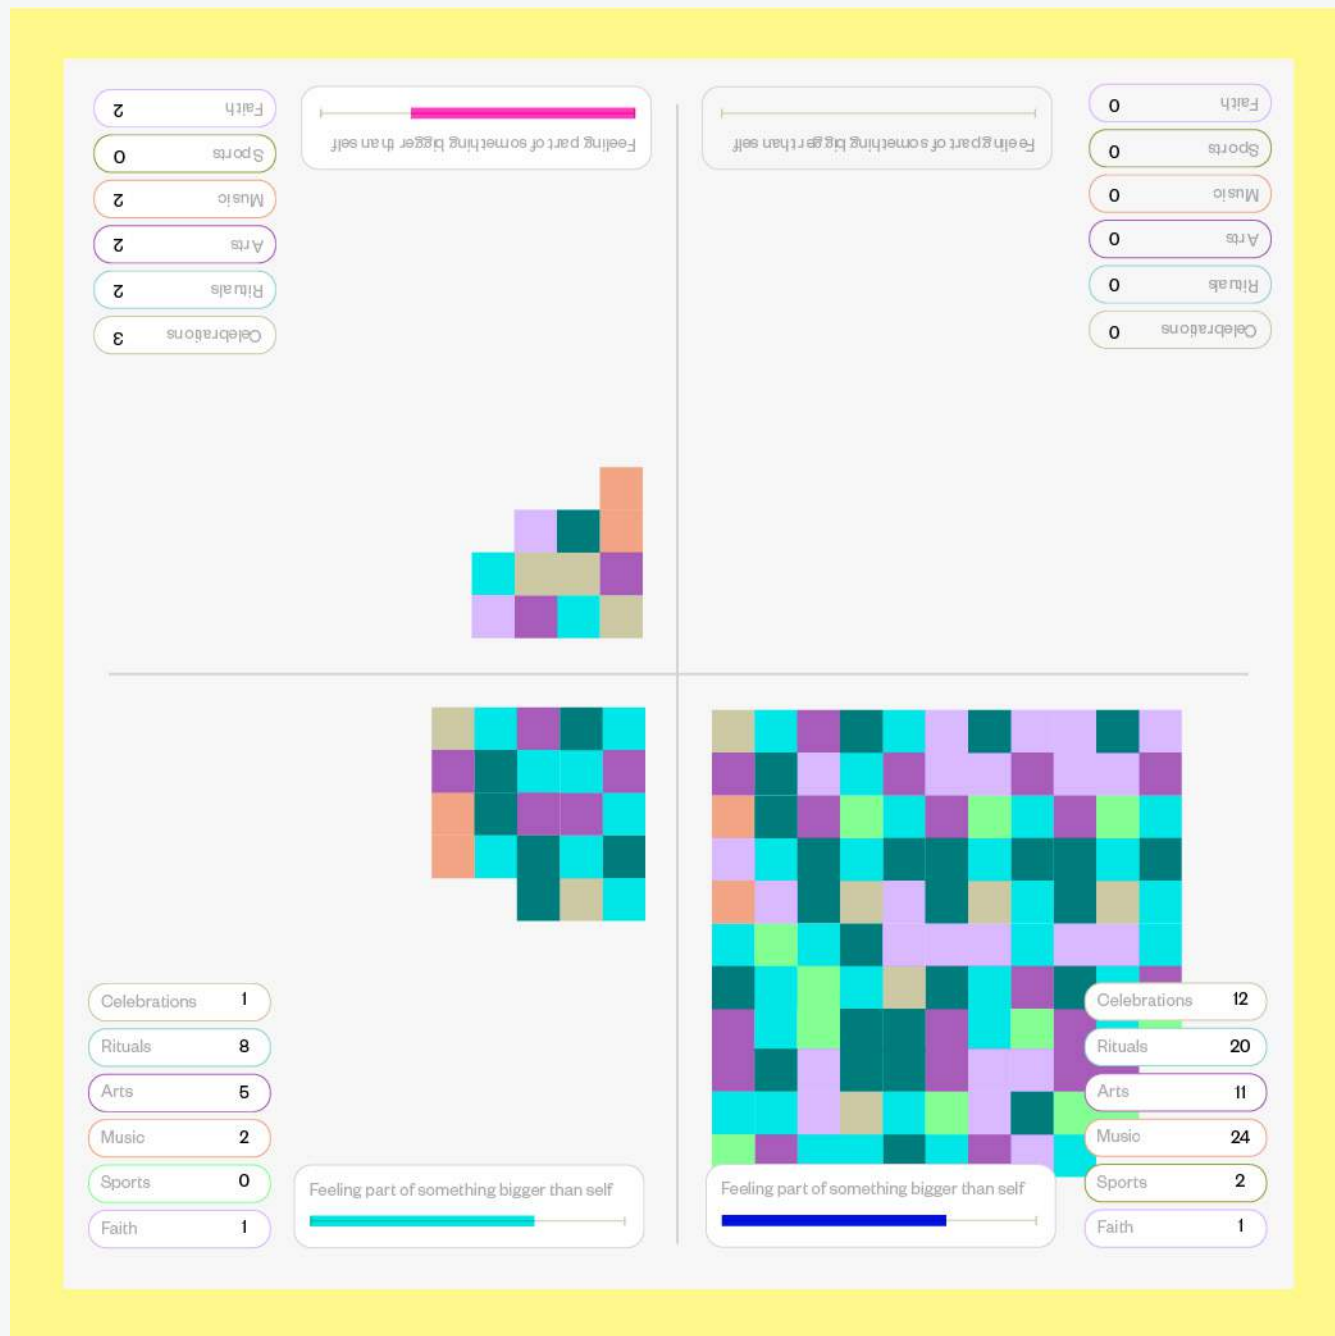 Faith 2
Sports 0
Music 2
Arts 2
Rituals 2
Celebrations 3
Feeling part of something bigger than self
Feeling part of something bigger than self
Faith 0
Sports 0
Music 0
Arts 0
Rituals 0
Celebrations 0
Celebrations 1
Rituals 8
Arts 5
Music 2
Sports 0
Faith 1
Feeling part of something bigger than self
Feeling part of something bigger than self
Celebrations 12
Rituals 20
Arts 11
Music 24
Sports 2
Faith 1